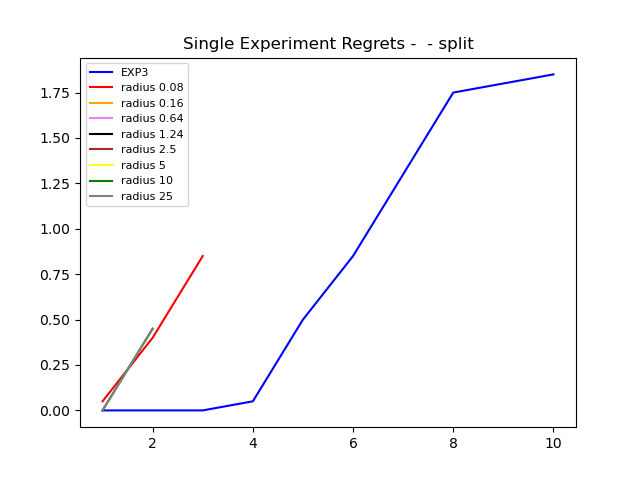 Single Experiment Regrets -  - split
EXP3
radius 0.08
radius 0.16
radius 0.64
radius 1.24
radius 2.5
radius 5
radius 10
radius 25
1.75
1.50
1.25
1.00
0.75
0.50
0.25
0.00
2 4 6 8 10